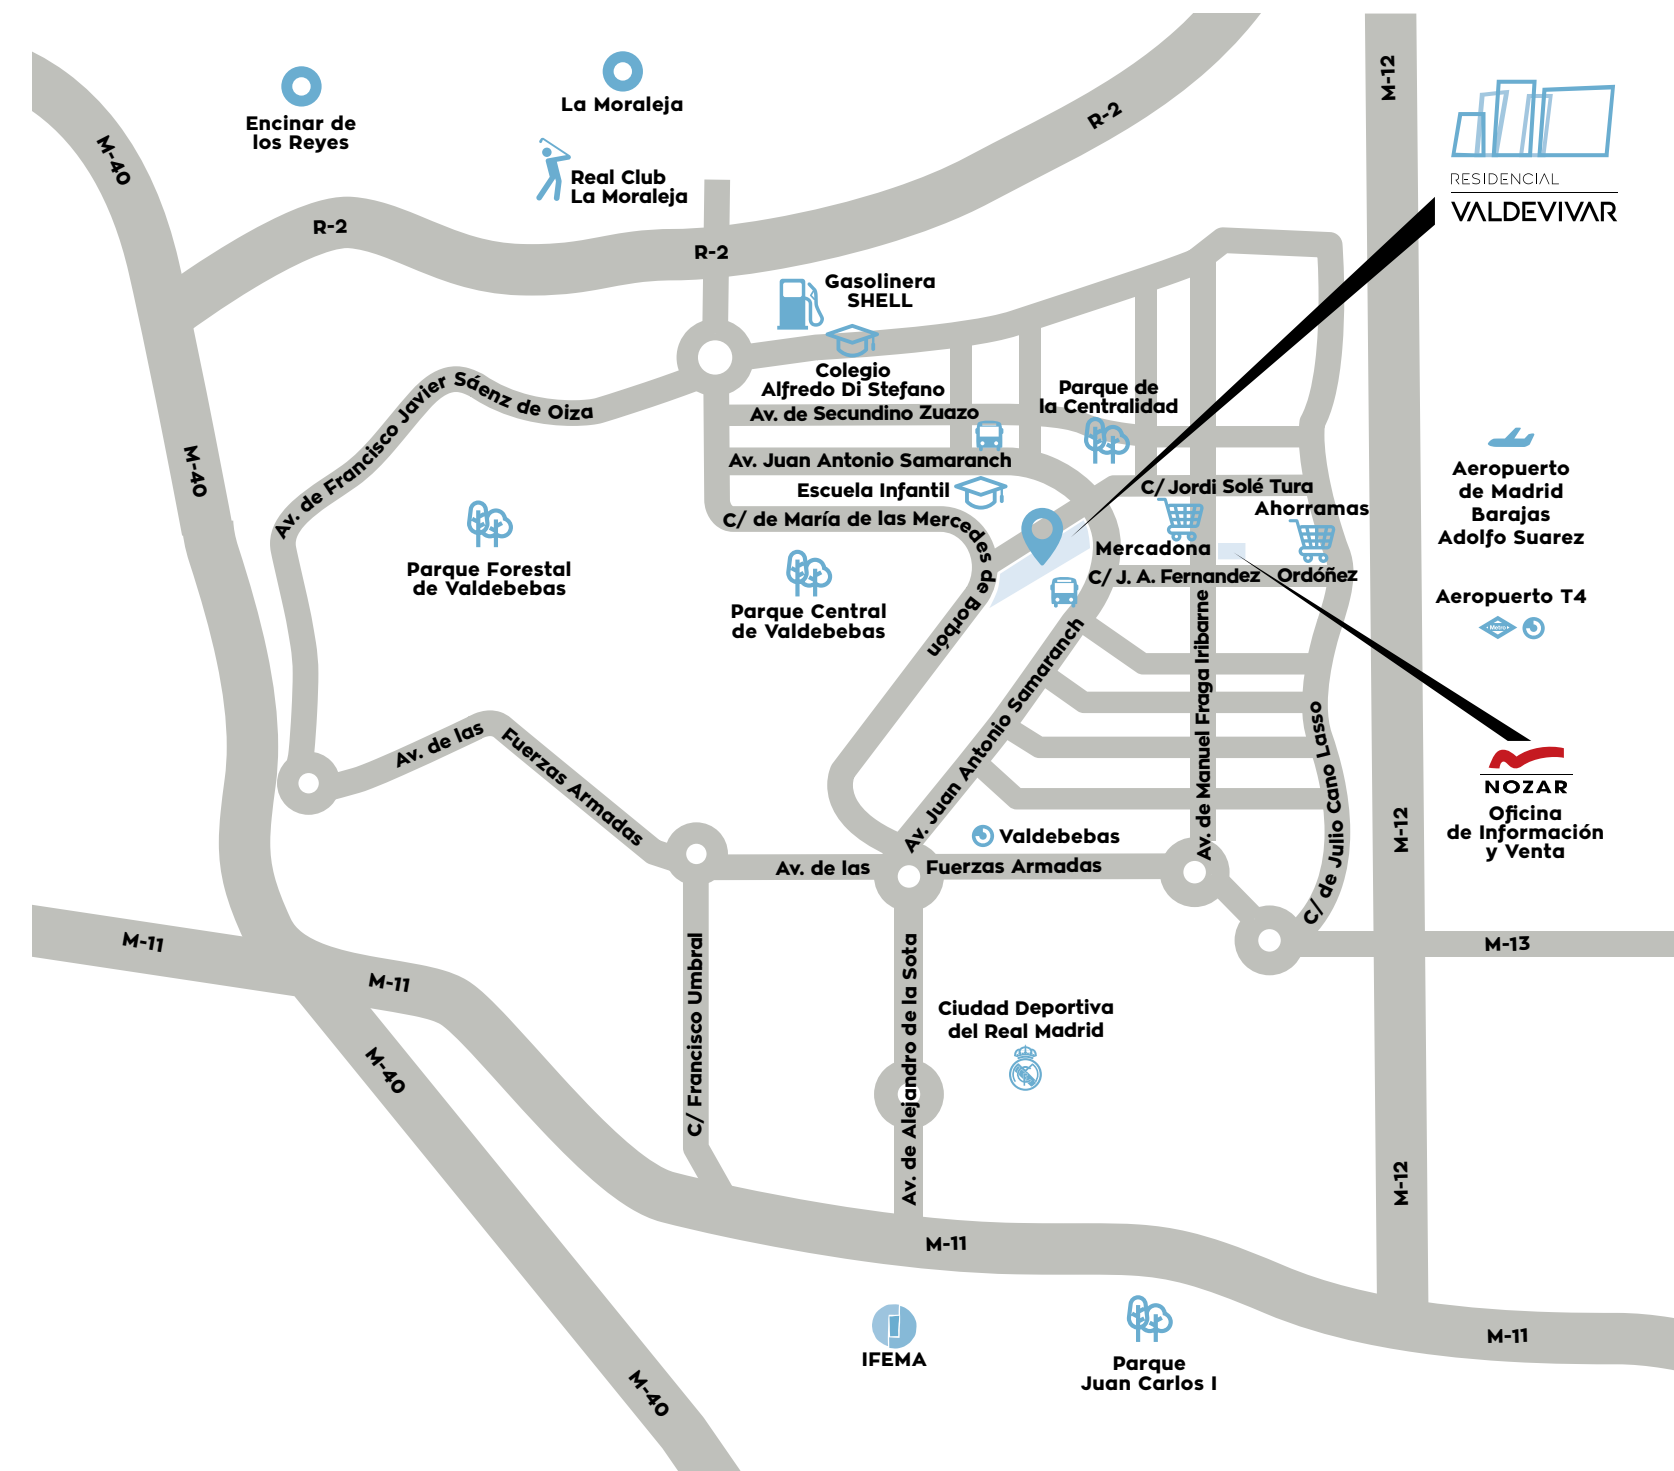 M-12
La Moraleja
R-2
Encinar de
los Reyes
M-40
Real Club
La Moraleja
RESIDENCIAL
VALDEVIVAR
R-2
R-2
Gasolinera
SHELL
Colegio
Alfredo Di Stefano
Parque de
la Centralidad
Av. de Francisco Javier Sáenz de Oiza
Av. de Secundino Zuazo
M-40
Av. Juan Antonio Samaranch
Escuela Infantil
C/ Jordi Solé Tura
Ahorramas
C/ de María de las Mercedes de Borbón
Mercadona
C/ J. A. Fernandez Ordóñez
Aeropuerto
de Madrid
Barajas
Adolfo Suarez
Parque Forestal
de Valdebebas
Parque Central
de Valdebebas
Aeropuerto T4
Metro
Av. Juan Antonio Samaranch
Av. de Manuel Fraga Iribarne
C/ de Julio Cano Lasso
Av. de las Fuerzas Armadas
NOZAR
Oficina
de Información
y Venta
M-12
Valdebebas
Av. de las Fuerzas Armadas
M-11
M-13
M-11
C/ Francisco Umbral
Av. de Alejandro de la Sota
Ciudad Deportiva
del Real Madrid
M-40
M-12
M-11
M-11
IFEMA
Parque
Juan Carlos I
M-40